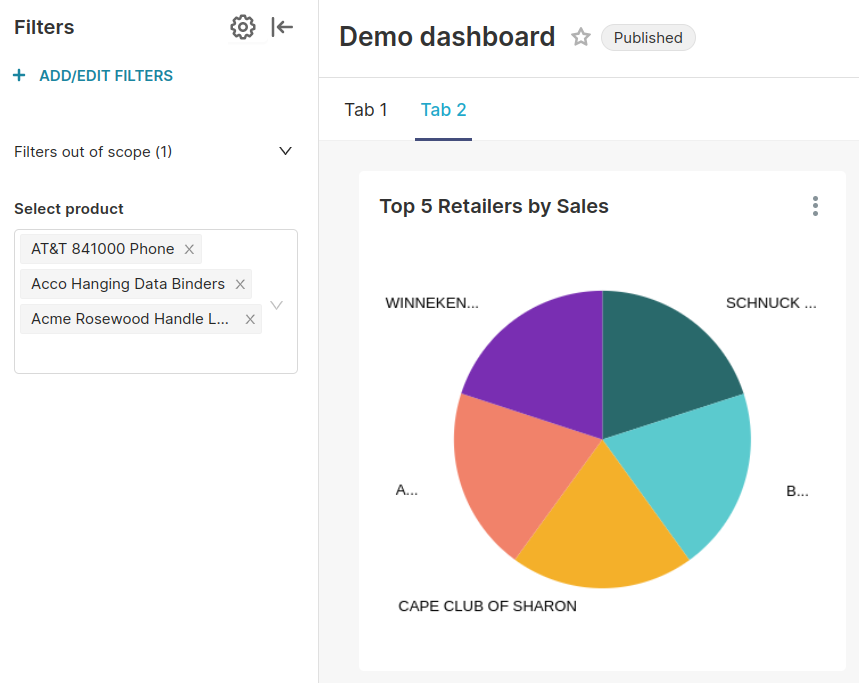 Filters
ADD/EDIT FILTERS
Filters out of scope (1)
Select product
AT&T 841000 Phone
Acco Hanging Data Binders
Acme Rosewood Handle L...
Demo dashboard
Published
Tab 1
Tab 2
Top 5 Retailers by Sales
WINNEKEN...
SCHNUCK ...
A...
B...
CAPE CLUB OF SHARON